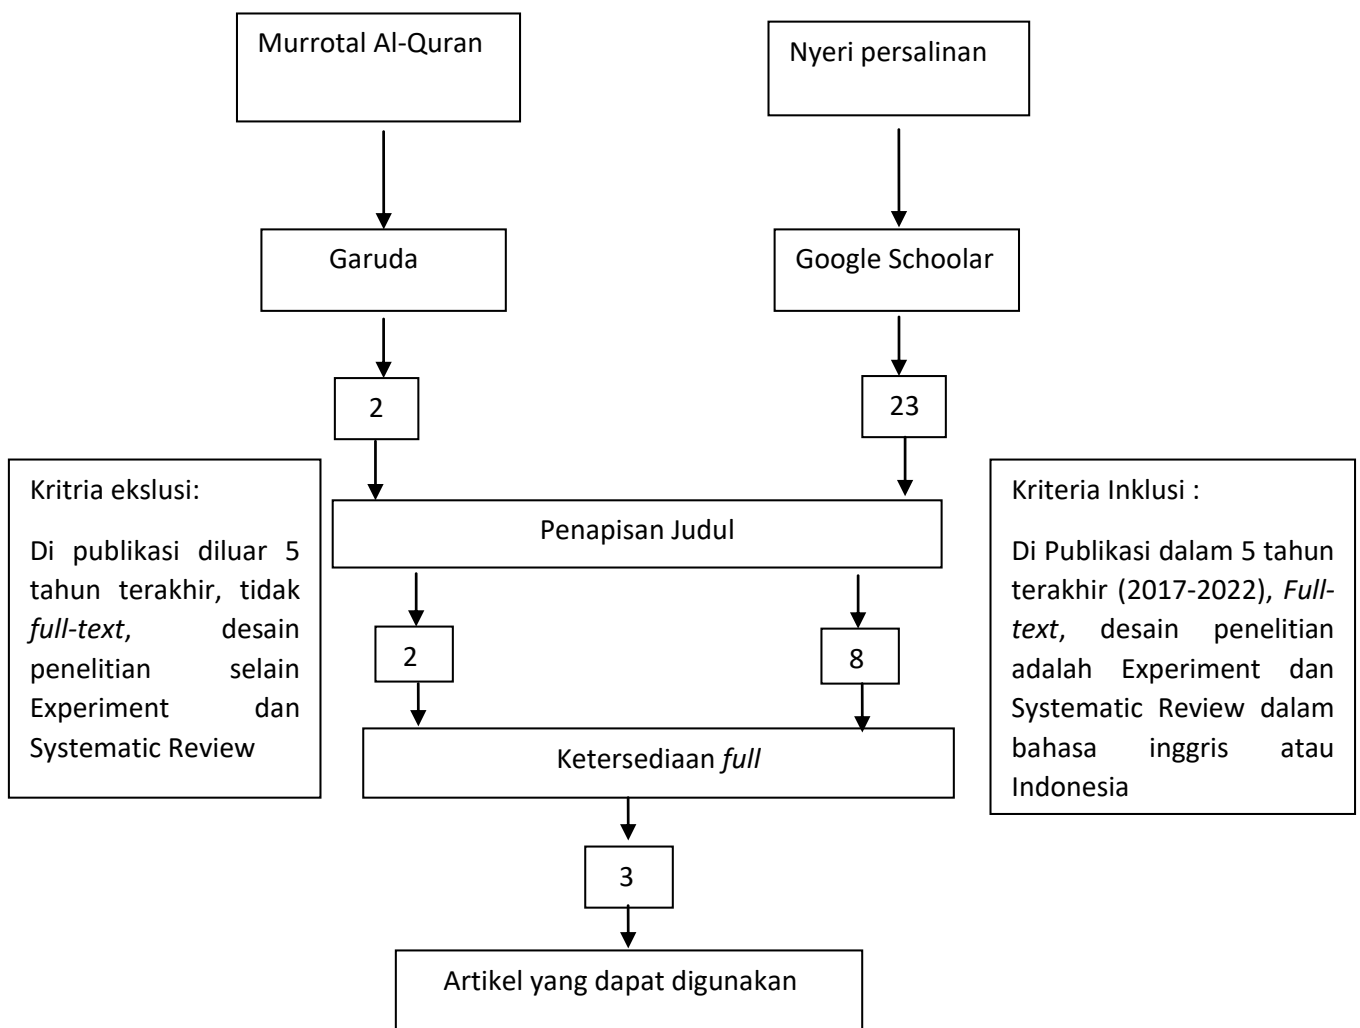 Murrotal Al-Quran
Nyeri persalinan
Garuda
Google Schoolar
2
23
Kritria ekslusi:
Di publikasi diluar 5
tahun terakhir, tidak
full-text, desain
penelitian selain
Experiment dan
Systematic Review
Penapisan Judul
Kriteria Inklusi :
Di Publikasi dalam 5 tahun
terakhir (2017-2022), Full-
text, desain penelitian
adalah Experiment dan
Systematic Review dalam
bahasa inggris atau
Indonesia
2
8
Ketersediaan full
3
Artikel yang dapat digunakan